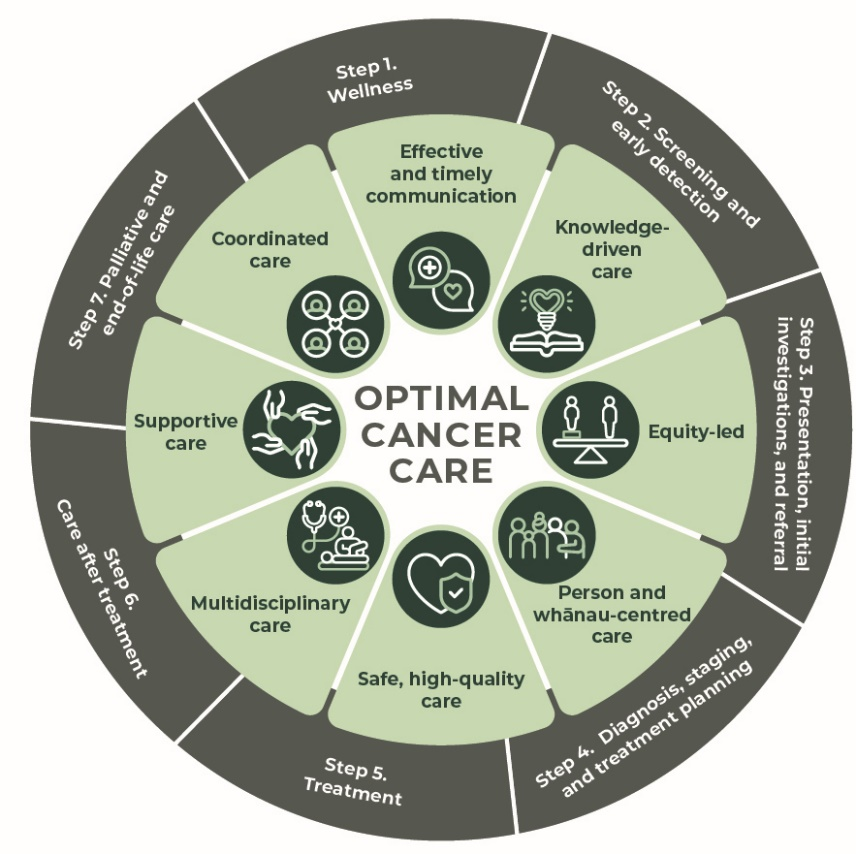 Step 1.
Wellness
Step 2. Screening and
early detection
Step 3. Presentation, initial
investigations, and referral
Step 4. Diagnosis, staging,
and treatment planning
Step 5.
Treatment
Step 6.
Care after treatment
Step 7. Palliative and
end-of-life care
Effective
and timely
communication
Knowledge-
driven
care
Equity-led
Person and
whānau-centred
care
Safe, high-quality
care
Multidisciplinary
care
Supportive
care
Coordinated
care
OPTIMAL
CANCER
CARE